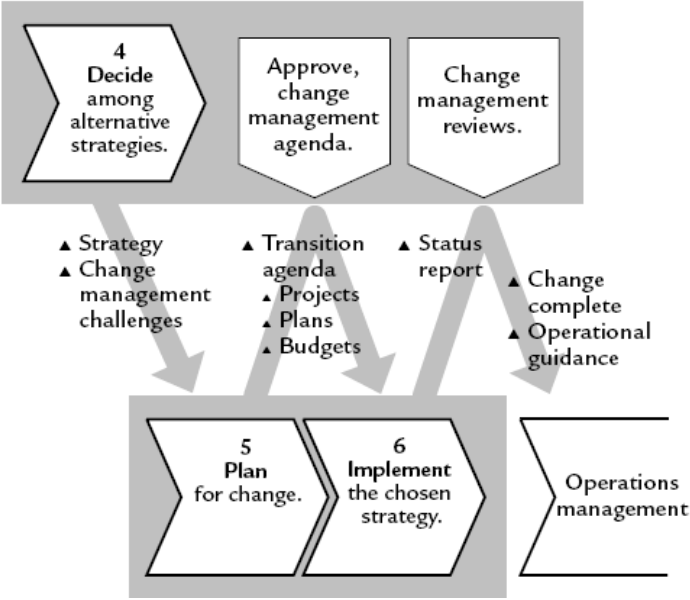 4
Decide
among
alternative
strategies.
Approve,
change
management
agenda.
Change
management
reviews.
▲ Strategy
▲ Change
management
challenges
▲ Transition
agenda
▲ Projects
▲ Plans
▲ Budgets
▲ Status
report
▲ Change
complete
▲ Operational
guidance
5
Plan
for change.
6
Implement
the chosen
strategy.
Operations
management